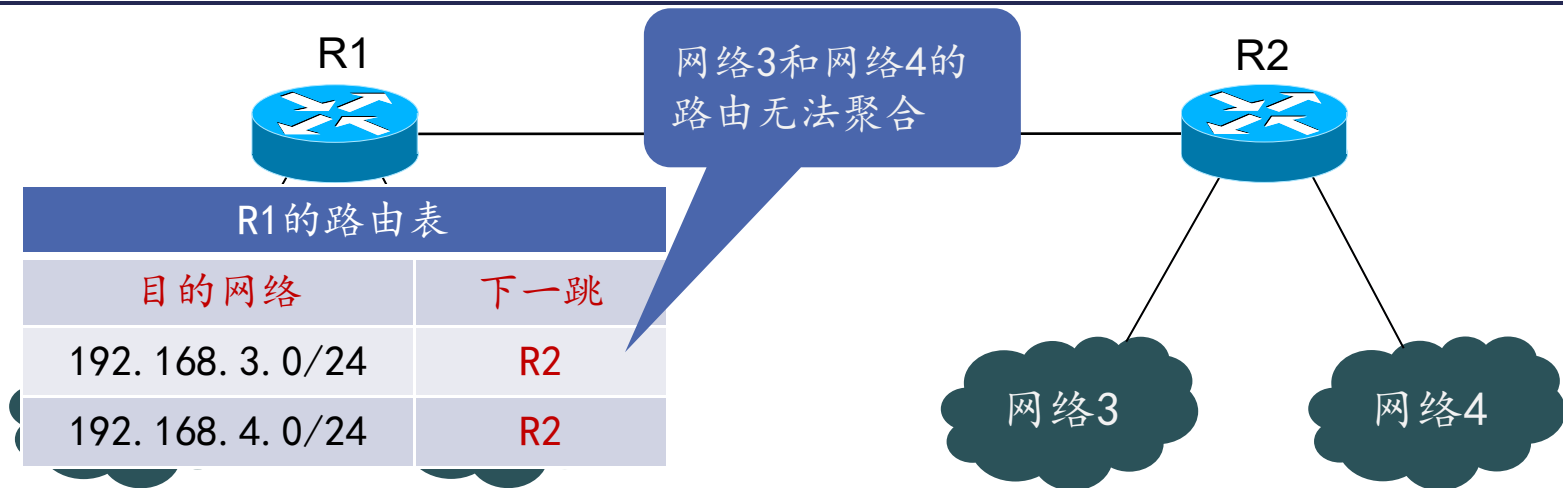 R1
网络3和网络4的
路由无法聚合
R2
R1的路由表
目的网络 下一跳
192.168.3.0/24 R2
192.168.4.0/24 R2
网络3
网络4